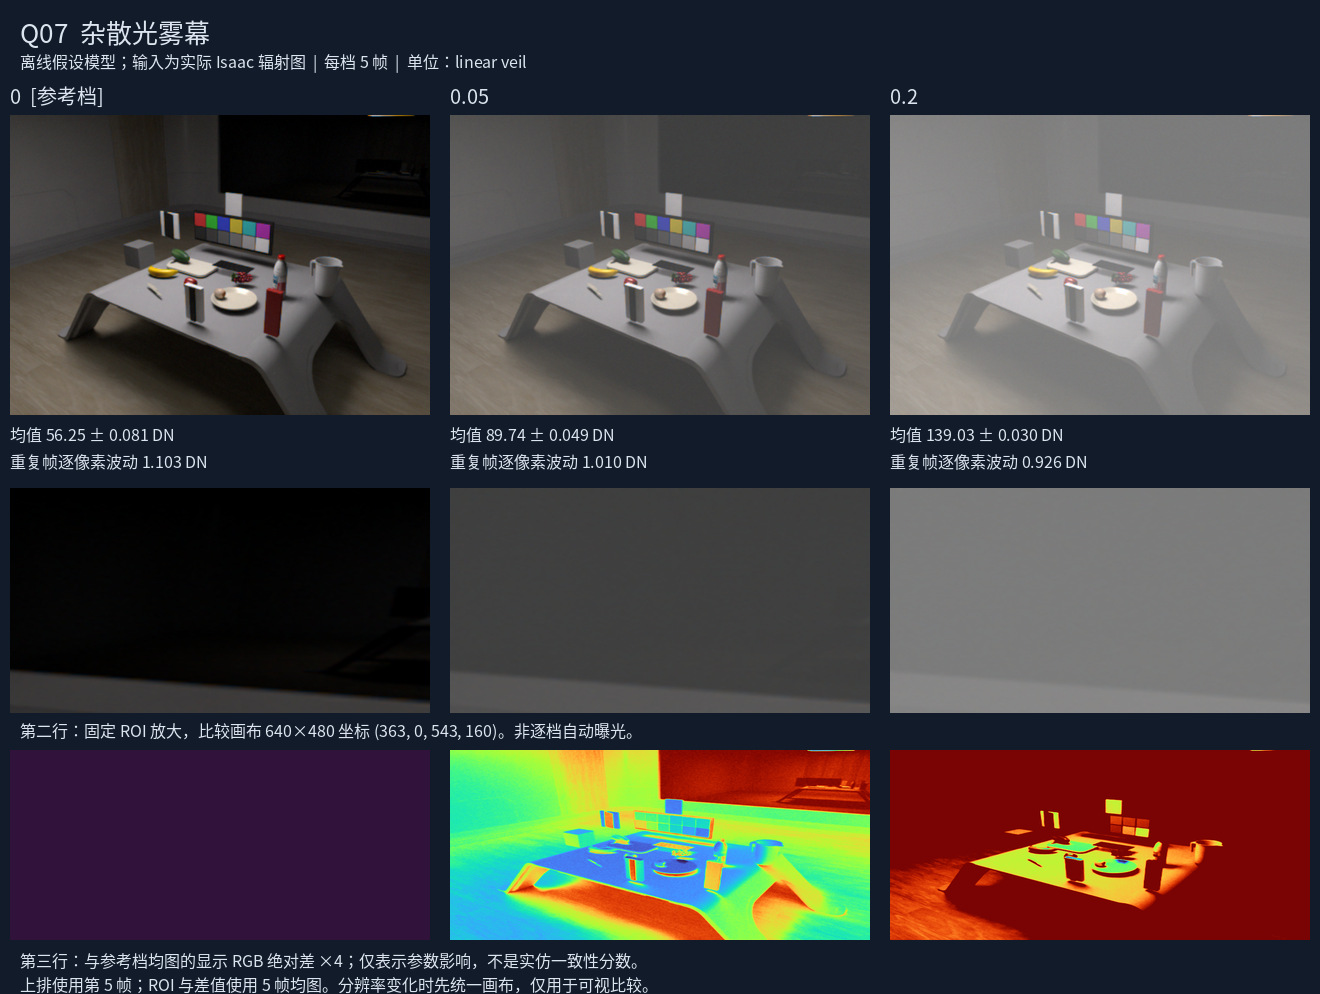 Q07 杂散光雾幕
离线假设模型；输入为实际 Isaac 辐射图 | 每档 5 帧 | 单位：linear veil
0 [参考档]
0.05
0.2
均值 56.25 ± 0.081 DN
重复帧逐像素波动 1.103 DN
均值 89.74 ± 0.049 DN
重复帧逐像素波动 1.010 DN
均值 139.03 ± 0.030 DN
重复帧逐像素波动 0.926 DN
第二行：固定 ROI 放大，比较画布 640×480 坐标 (363, 0, 543, 160)。非逐档自动曝光。
第三行：与参考档均图的显示 RGB 绝对差 ×4；仅表示参数影响，不是实仿一致性分数。
上排使用第 5 帧；ROI 与差值使用 5 帧均图。分辨率变化时先统一画布，仅用于可视比较。